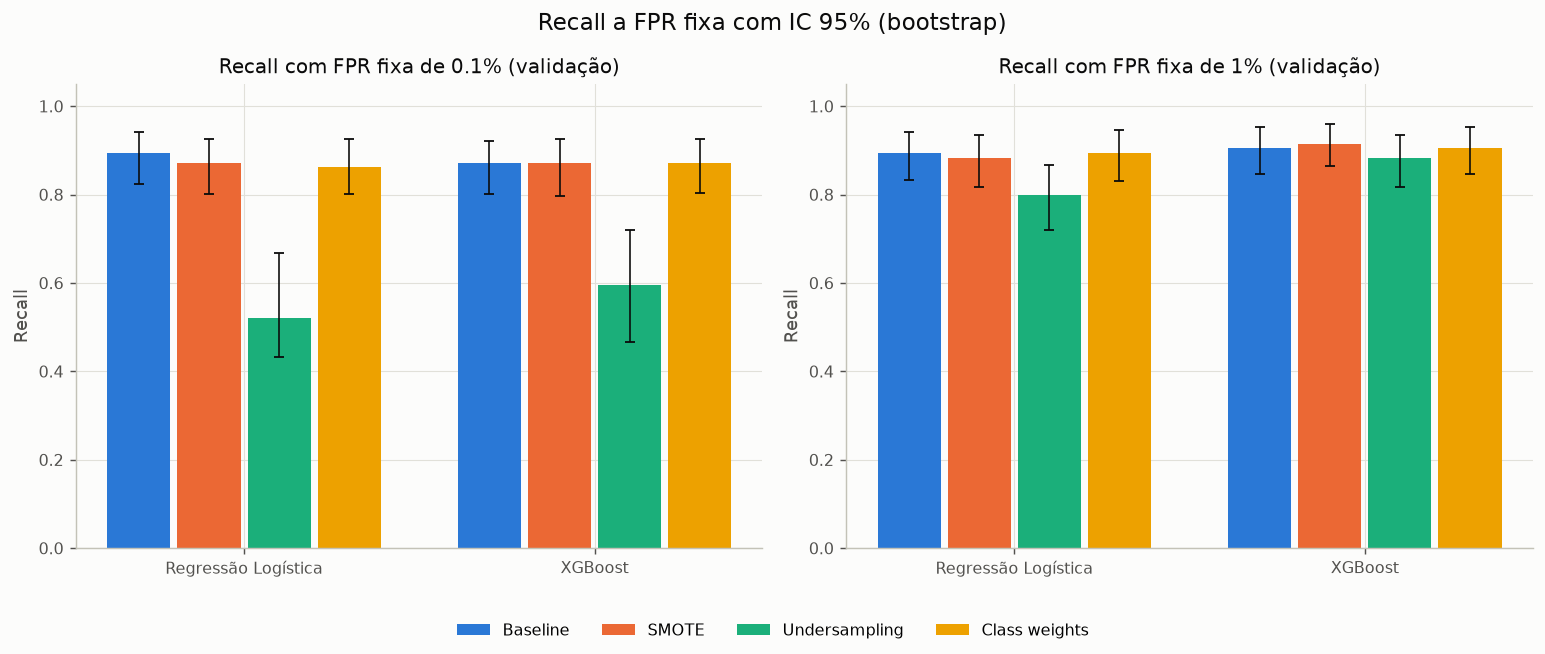 Recall a FPR fixa com IC 95% (bootstrap)
Recall com FPR fixa de 0.1% (validação)
Recall
1.0
0.8
0.6
0.4
0.2
0.0
Regressão Logística
XGBoost
Recall com FPR fixa de 1% (validação)
Recall
1.0
0.8
0.6
0.4
0.2
0.0
Regressão Logística
XGBoost
Baseline
SMOTE
Undersampling
Class weights